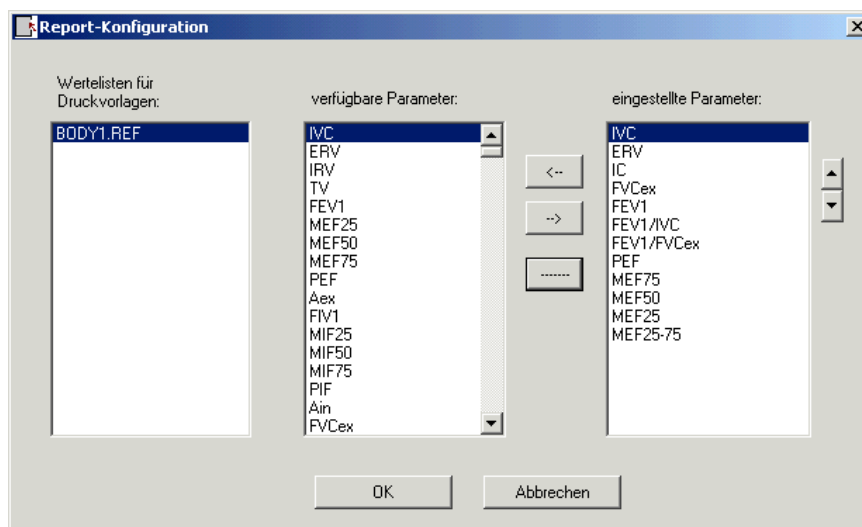 Report-Konfiguration
Wertelisten für
Druckvorlagen:
BODY1.REF
verfügbare Parameter:
IVC
ERV
IRV
TV
FEV1
MEF25
MEF50
MEF75
PEF
Aex
FIV1
MIF25
MIF50
MIF75
PIF
Ain
FVCex
<--
-->
-------
eingestellte Parameter:
IVC
ERV
IC
FVCex
FEV1
FEV1/IVC
FEV1/FVCex
PEF
MEF75
MEF50
MEF25
MEF25-75
OK
Abbrechen